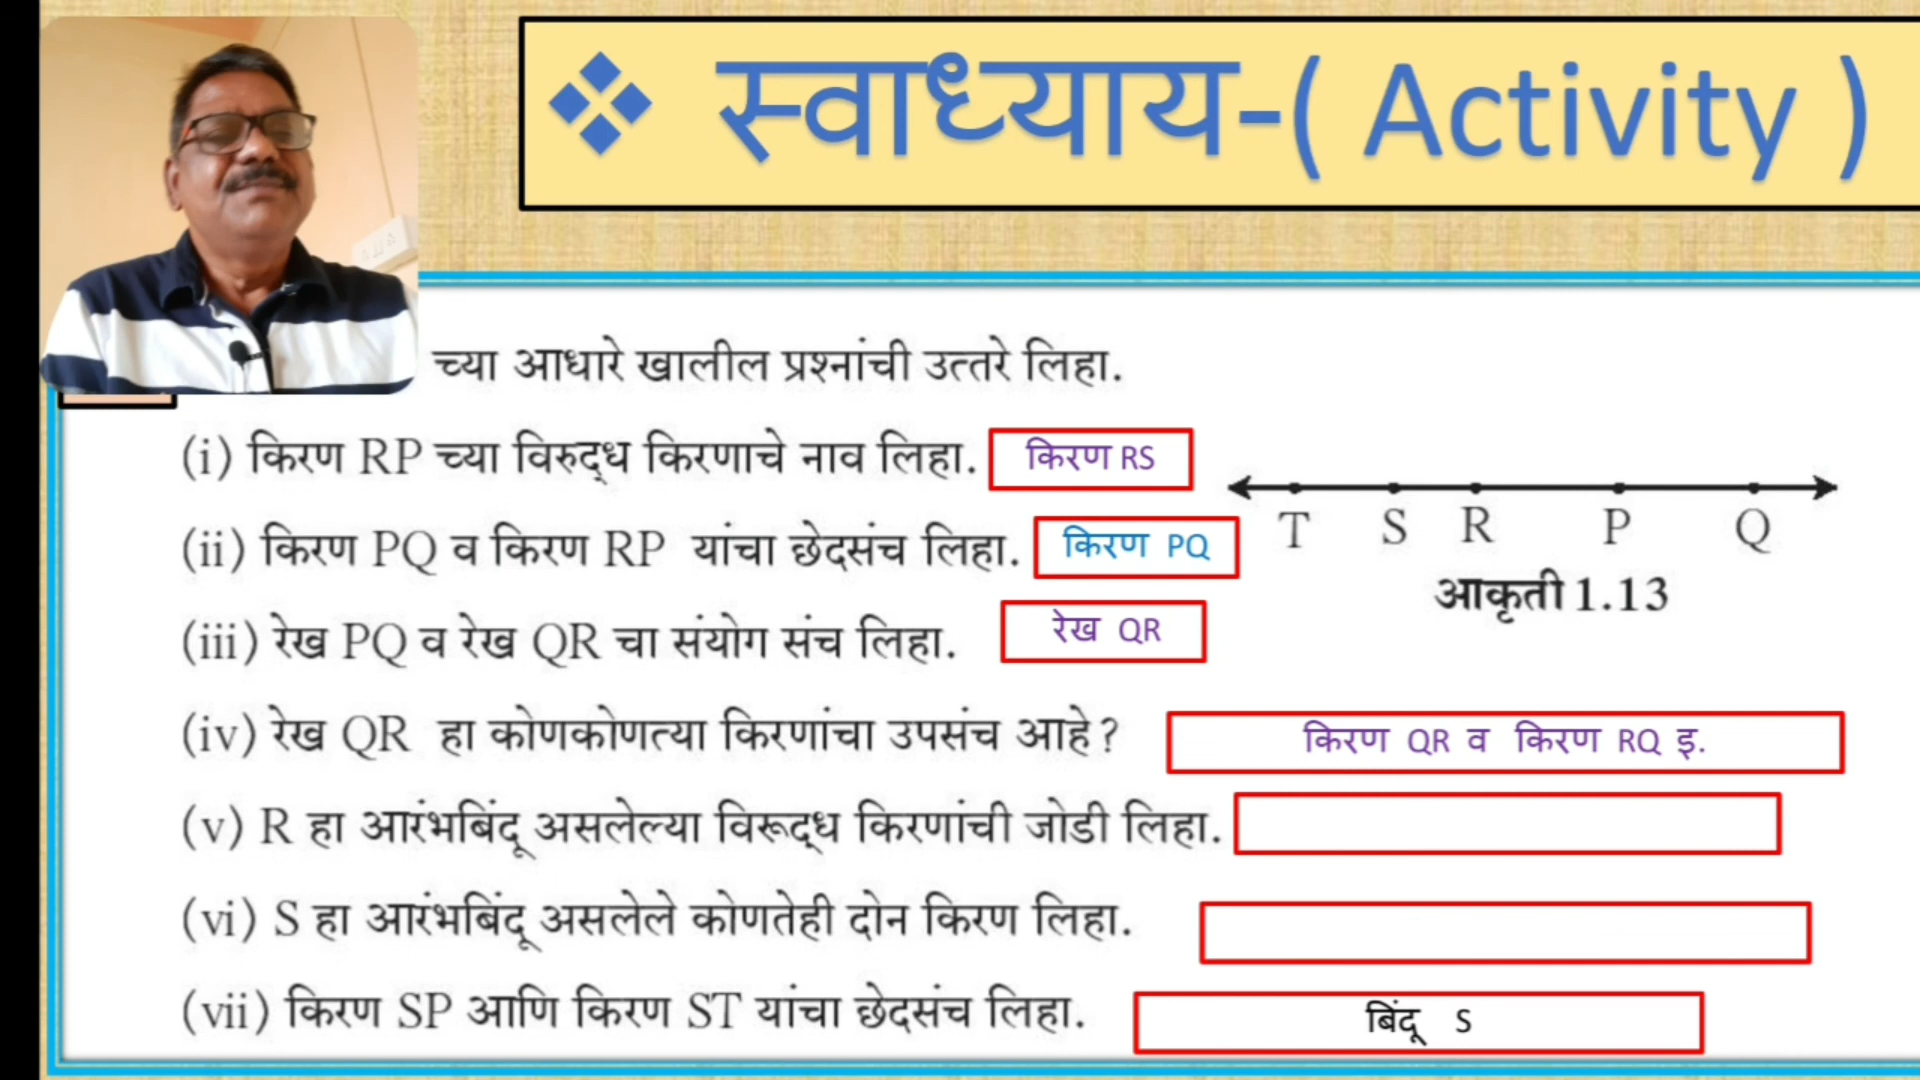 ❖ स्वाध्याय-( Activity )
च्या आधारे खालील प्रश्नांची उत्तरे लिहा.
(i) किरण RP च्या विरुद्ध किरणाचे नाव लिहा. किरण RS
(ii) किरण PQ व किरण RP यांचा छेदसंच लिहा. किरण PQ
T S R P Q
आकृती 1.13
(iii) रेख PQ व रेख QR चा संयोग संच लिहा. रेख QR
(iv) रेख QR हा कोणकोणत्या किरणांचा उपसंच आहे? किरण QR व किरण RQ इ.
(v) R हा आरंभबिंदू असलेल्या विरूद्ध किरणांची जोडी लिहा.
(vi) S हा आरंभबिंदू असलेले कोणतेही दोन किरण लिहा.
(vii) किरण SP आणि किरण ST यांचा छेदसंच लिहा. बिंदू S